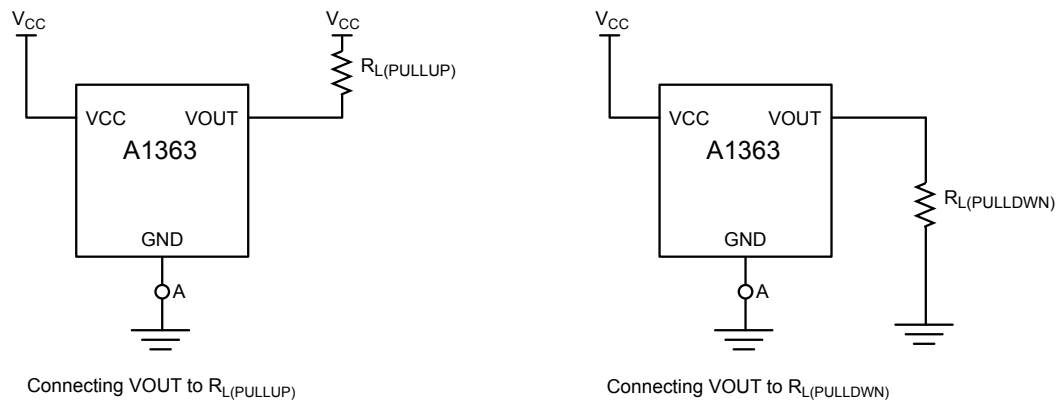 VCC
VCC
RL(PULLUP)
VCC
VOUT
A1363
GND
A
Connecting VOUT to RL(PULLUP)
VCC
VCC
VOUT
A1363
RL(PULLDWN)
GND
A
Connecting VOUT to RL(PULLDWN)